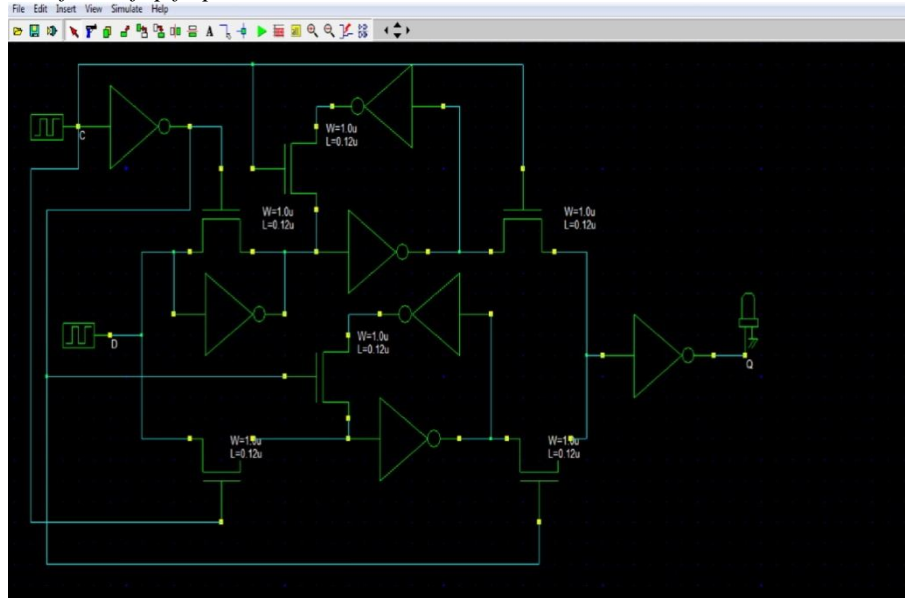 File Edit Insert View Simulate Help
A
C
W=1.0u
L=0.12u
W=1.0u
L=0.12u
W=1.0u
L=0.12u
D
W=1.0u
L=0.12u
Q
W=1.0u
L=0.12u
W=1.0u
L=0.12u